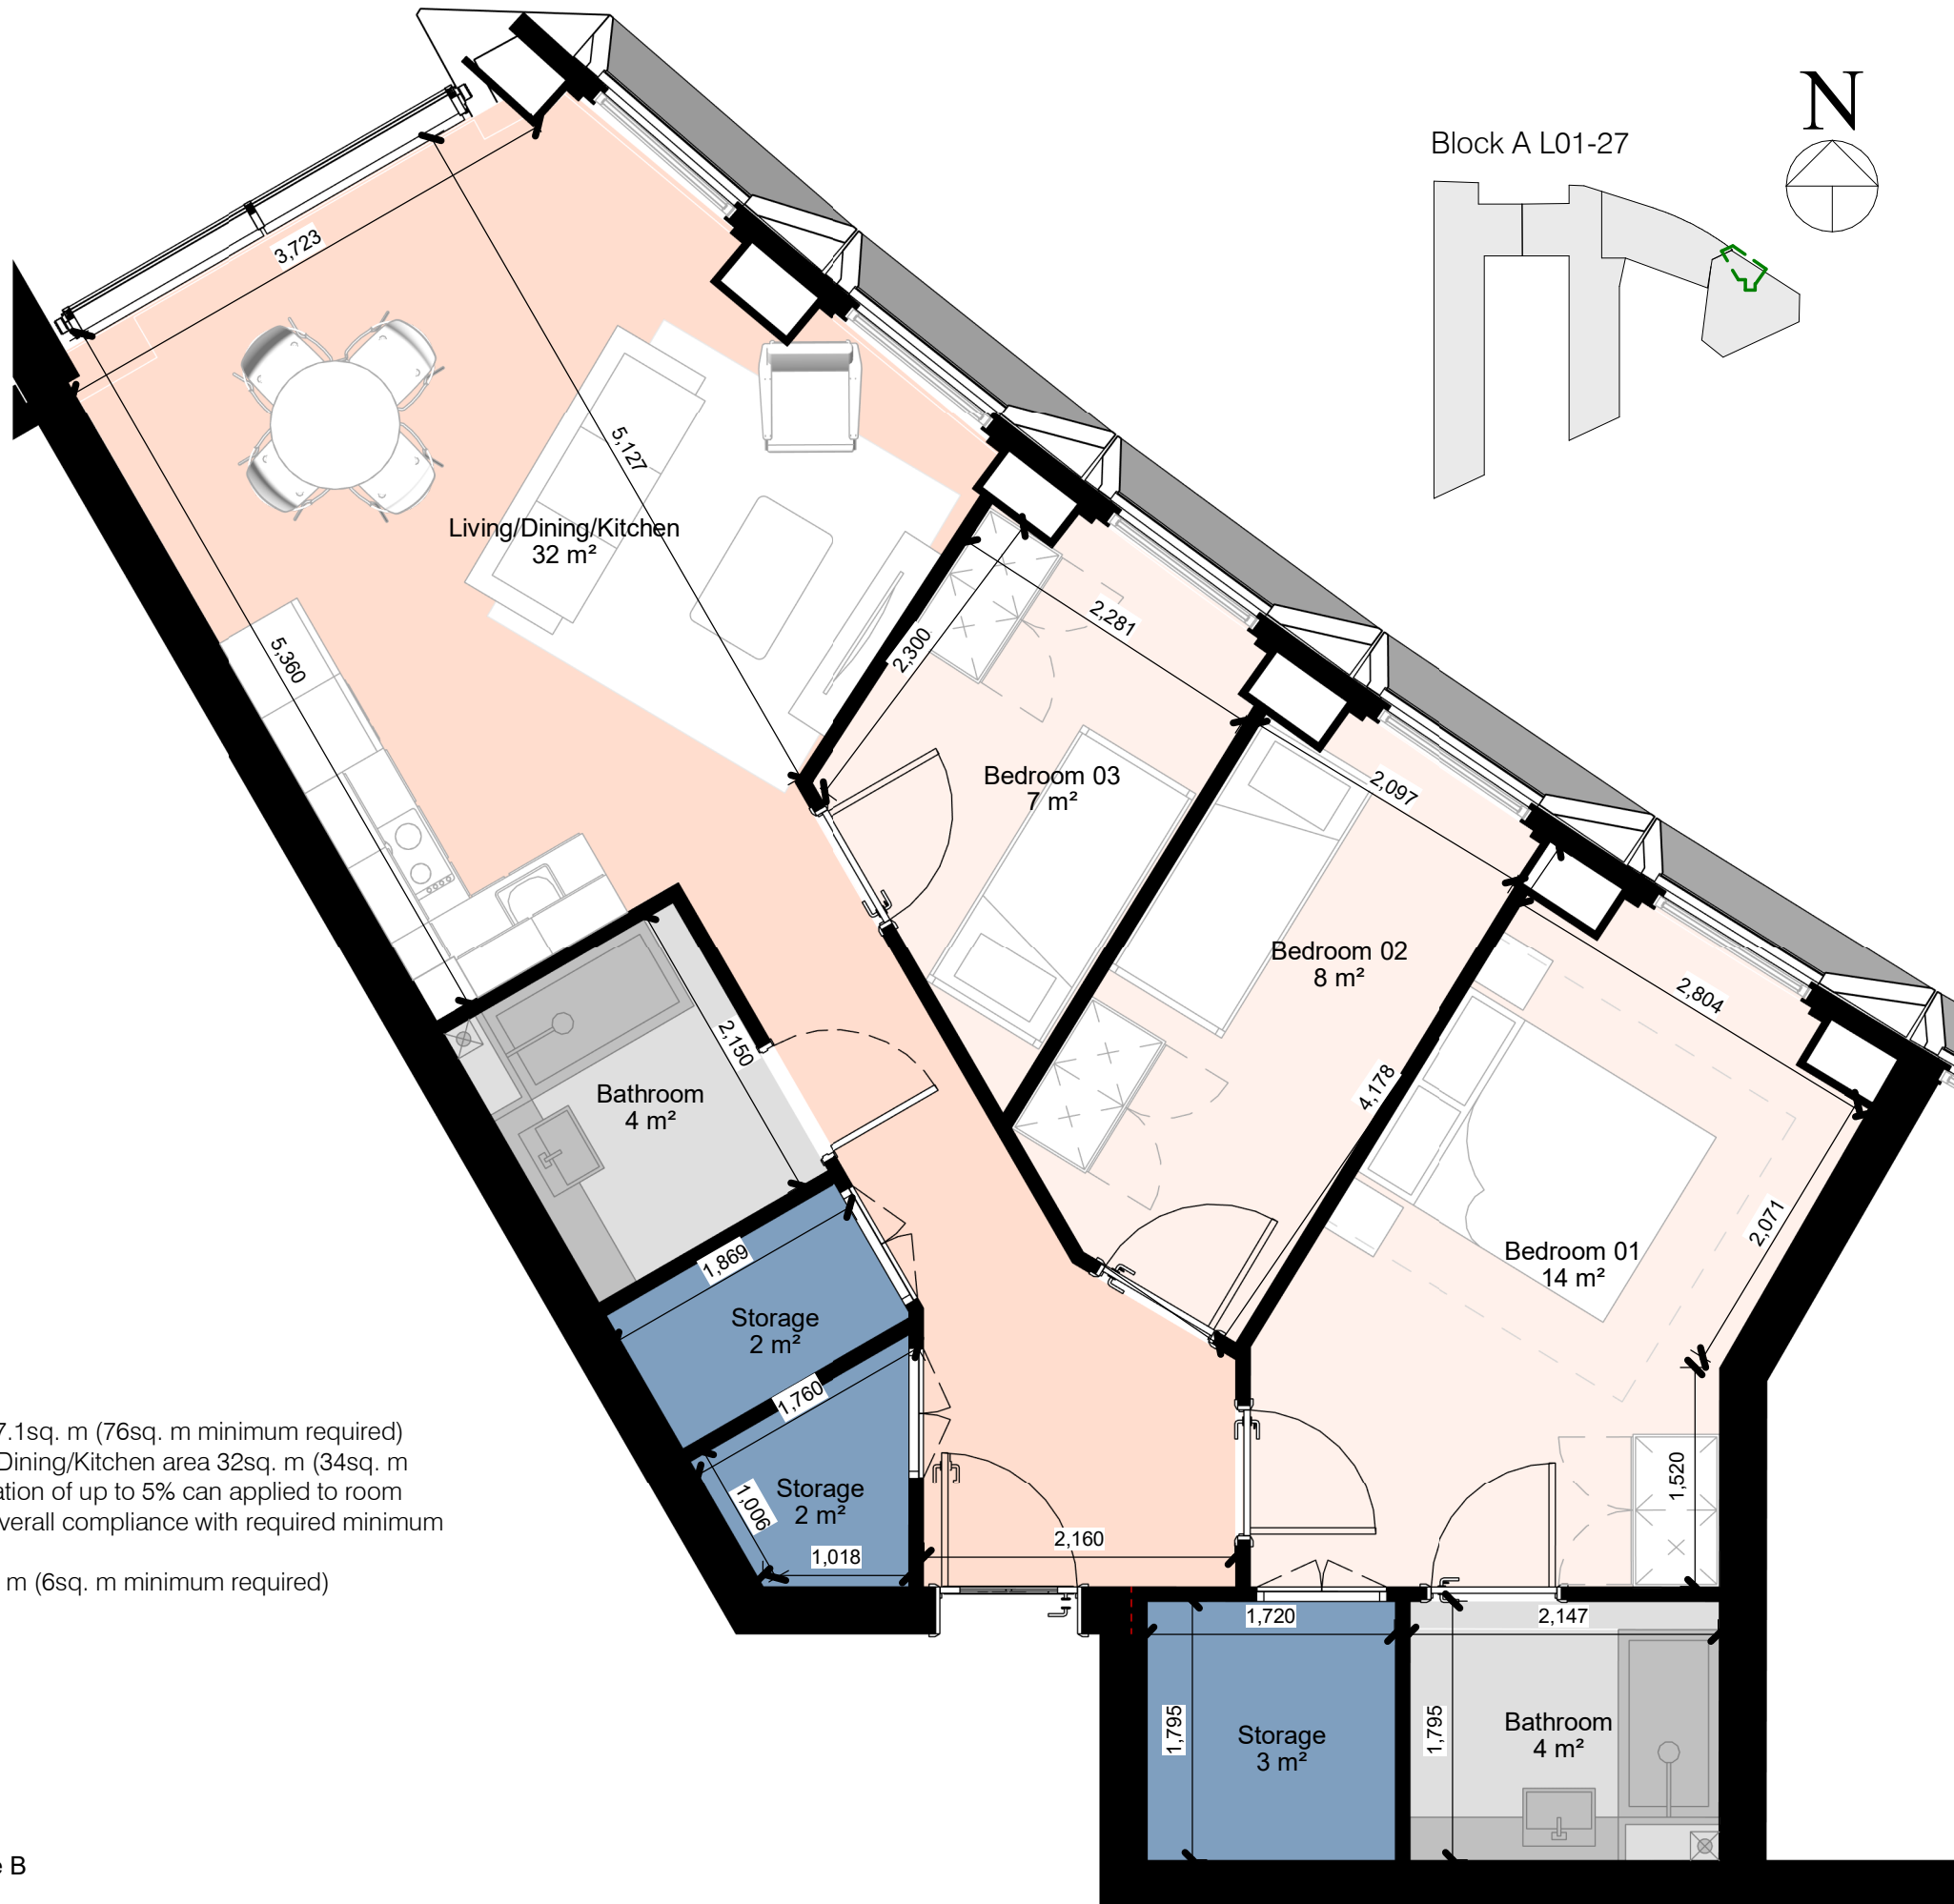 N
Block A L01-27
3,723
5,127
5,360
Living/Dining/Kitchen
32 m²
2,281
2,300
Bedroom 03
7 m²
2,097
Bedroom 02
8 m²
2,804
2,150
Bathroom
4 m²
4,178
2,071
Bedroom 01
14 m²
1,869
Storage
2 m²
1,760
1,006
Storage
2 m²
1,018
2,160
1,520
7.1sq. m (76sq. m minimum required)
Dining/Kitchen area 32sq. m (34sq. m
ation of up to 5% can applied to room
verall compliance with required minimum
m (6sq. m minimum required)
1,720
2,147
1,795
Storage
3 m²
1,795
Bathroom
4 m²
B